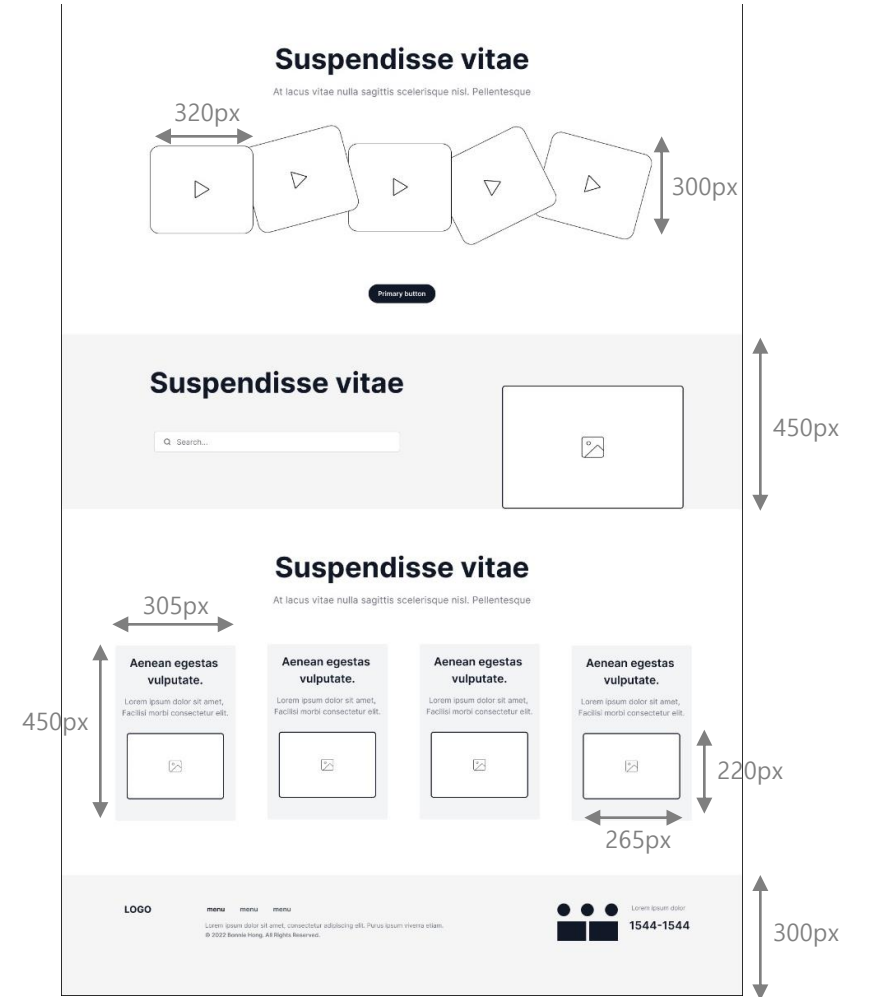 Suspendisse vitae
At lacus vitae nulla sagittis scelerisque nisl. Pellentesque
320px
300px
Primary button
Suspendisse vitae
Search...
450px
Suspendisse vitae
At lacus vitae nulla sagittis scelerisque nisl. Pellentesque
305px
Aenean egestas
vulputate.
Lorem ipsum dolor sit amet,
Facilisi morbi consectetur elit.
Aenean egestas
vulputate.
Lorem ipsum dolor sit amet,
Facilisi morbi consectetur elit.
Aenean egestas
vulputate.
Lorem ipsum dolor sit amet,
Facilisi morbi consectetur elit.
Aenean egestas
vulputate.
Lorem ipsum dolor sit amet,
Facilisi morbi consectetur elit.
450px
220px
265px
LOGO
menu menu menu
Lorem ipsum dolor sit amet, consectetur adipiscing elit. Purus ipsum viverra etiam.
© 2022 Bonnie Hong. All Rights Reserved.
Lorem ipsum dolor
1544-1544
300px